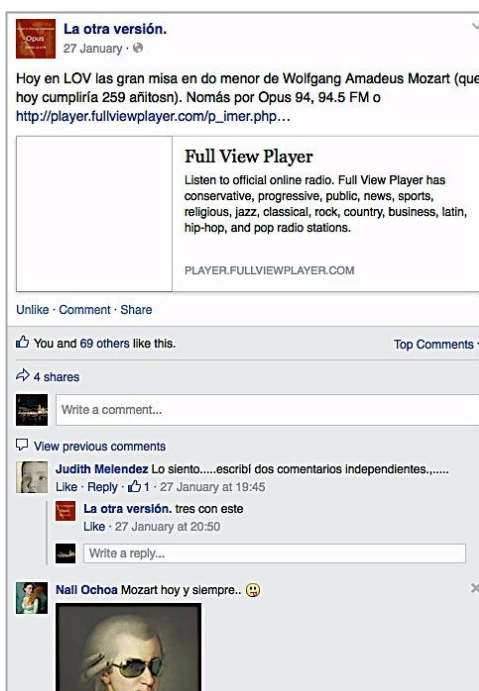 Opus
La otra versión.
27 January ·
Hoy en LOV las gran misa en do menor de Wolfgang Amadeus Mozart (que
hoy cumpliría 259 añitosn). Nomás por Opus 94, 94.5 FM o
http://player.fullviewplayer.com/p_imer.php…
Full View Player
Listen to official online radio. Full View Player has
conservative, progressive, public, news, sports,
religious, jazz, classical, rock, country, business, latin,
hip-hop, and pop radio stations.
PLAYER.FULLVIEWPLAYER.COM
Unlike · Comment · Share
You and 69 others like this.
Top Comments
4 shares
Write a comment...
View previous comments
Judith Melendez Lo siento.....escribí dos comentarios independientes.,.....
Like · Reply · 1 · 27 January at 19:45
La otra versión. tres con este
Like · 27 January at 20:50
Write a reply...
Nali Ochoa Mozart hoy y siempre..